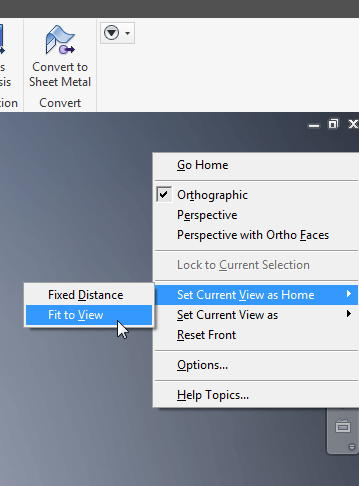 s
sis
tion
Convert to
Sheet Metal
Convert
Go Home
Orthographic
Perspective
Perspective with Ortho Faces
Lock to Current Selection
Set Current View as Home
Fixed Distance
Fit to View
Set Current View as
Reset Front
Options...
Help Topics...